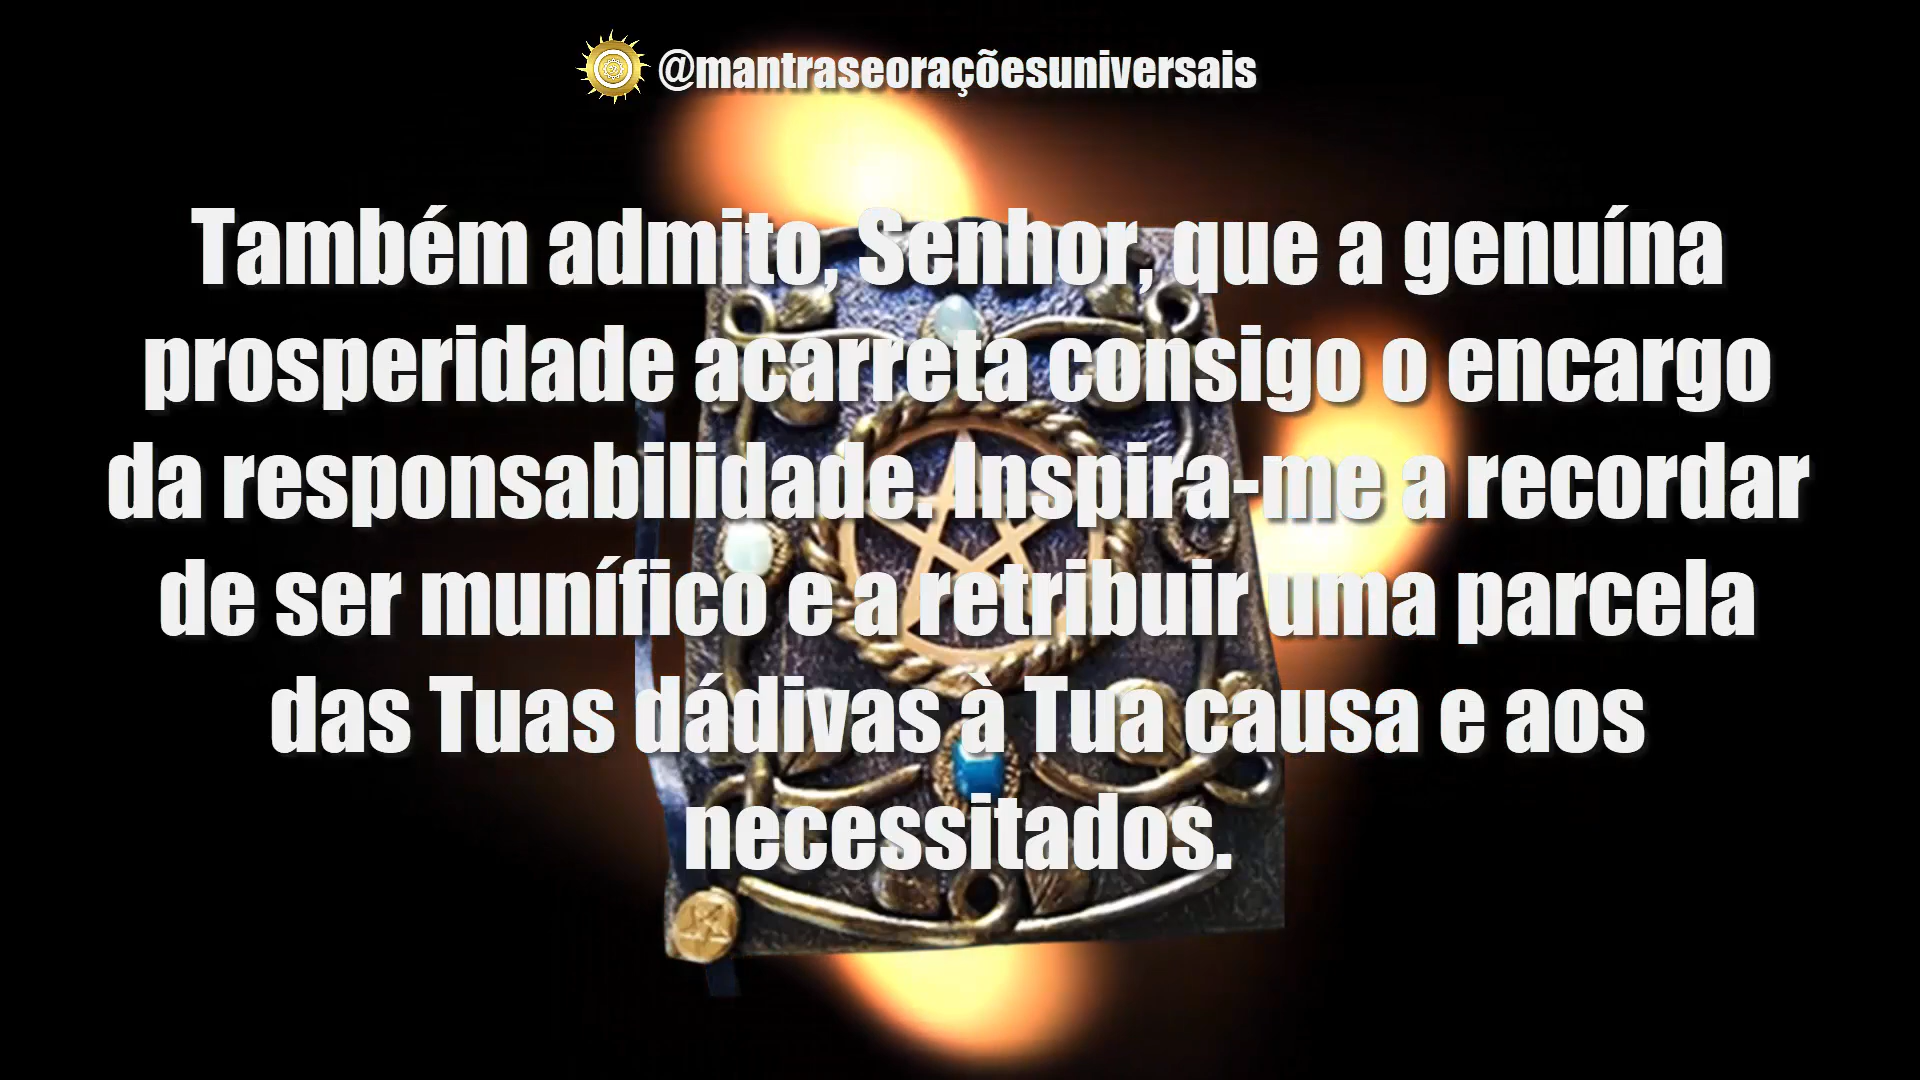 @mantraseoraçõesuniversais
Também admito, Senhor, que a genuína
prosperidade acarreta consigo o encargo
da responsabilidade. Inspira-me a recordar
de ser munífico e a retribuir uma parcela
das Tuas dádivas à Tua causa e aos
necessitados.